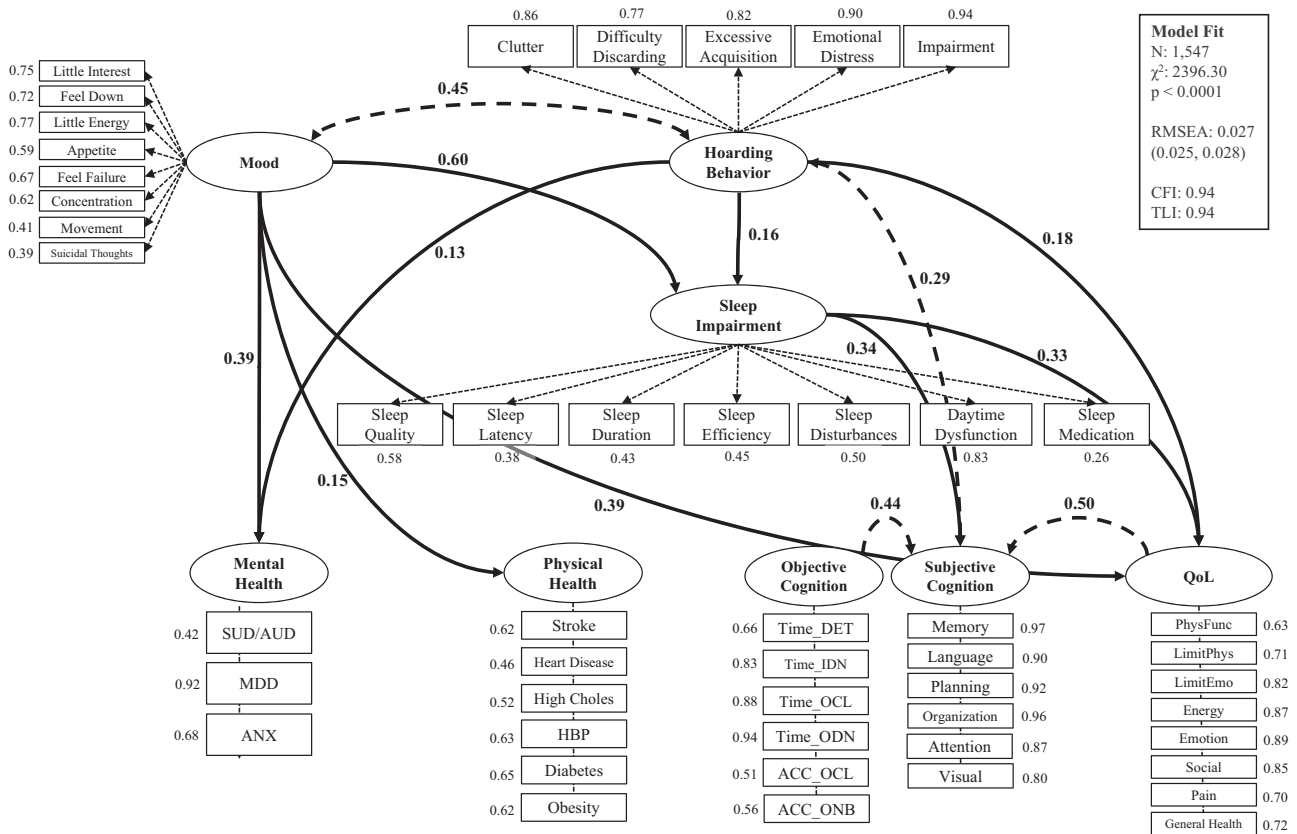 0.86
0.77
0.82
0.90
0.94
Clutter
Difficulty
Discarding
Excessive
Acquisition
Emotional
Distress
Impairment
Model Fit
N: 1,547
χ²: 2396.30
p < 0.0001
RMSEA: 0.027
(0.025, 0.028)
CFI: 0.94
TLI: 0.94
0.75 Little Interest
0.72 Feel Down
0.77 Little Energy
0.59 Appetite
0.67 Feel Failure
0.62 Concentration
0.41 Movement
0.39 Suicidal Thoughts
0.45
Mood
0.60
Hoarding
Behavior
0.13
0.16
0.29
0.18
Sleep
Impairment
0.39
0.34
0.33
Sleep
Quality
0.58
Sleep
Latency
0.38
Sleep
Duration
0.43
Sleep
Efficiency
0.45
Sleep
Disturbances
0.50
Daytime
Dysfunction
0.83
Sleep
Medication
0.26
0.15
0.39
0.44
0.50
Mental
Health
0.42 SUD/AUD
0.92 MDD
0.68 ANX
Physical
Health
0.62 Stroke
0.46 Heart Disease
0.52 High Choles
0.63 HBP
0.65 Diabetes
0.62 Obesity
Objective
Cognition
0.66 Time_DET
0.83 Time_IDN
0.88 Time_OCL
0.94 Time_ODN
0.51 ACC_OCL
0.56 ACC_ONB
Subjective
Cognition
Memory 0.97
Language 0.90
Planning 0.92
Organization 0.96
Attention 0.87
Visual 0.80
QoL
PhysFunc 0.63
LimitPhys 0.71
LimitEmo 0.82
Energy 0.87
Emotion 0.89
Social 0.85
Pain 0.70
General Health 0.72